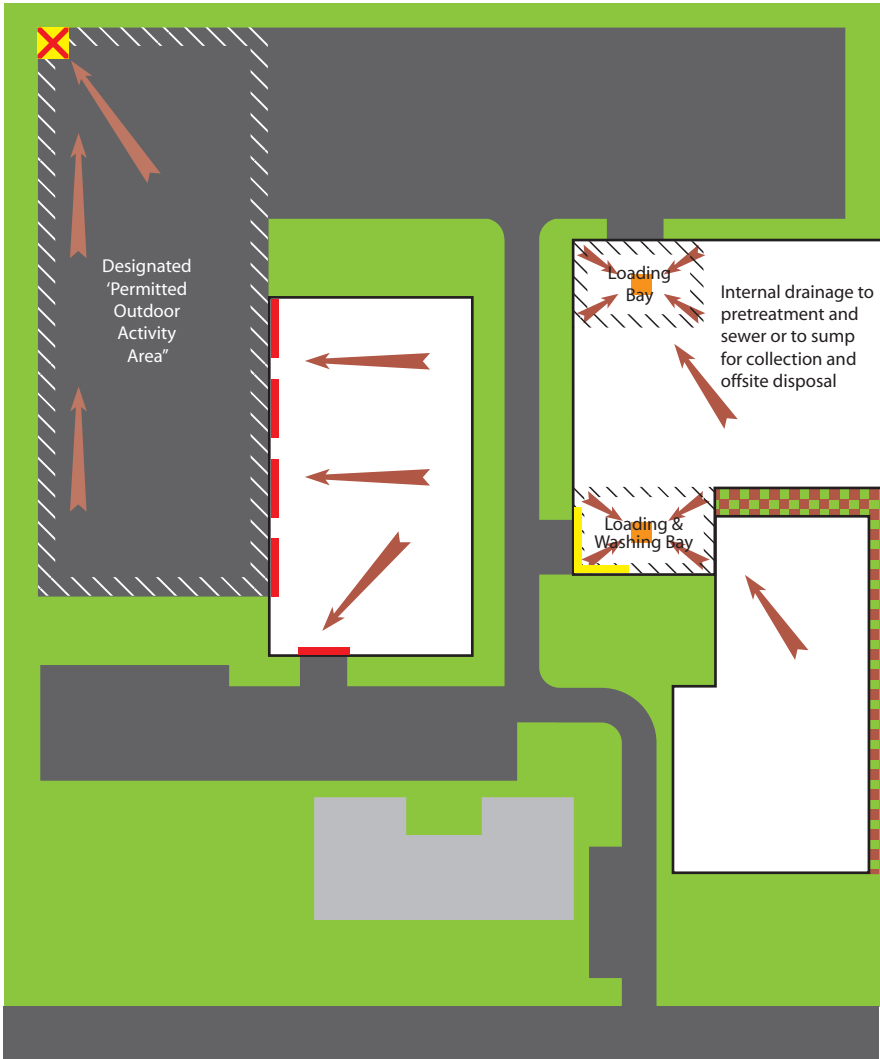 Designated
‘Permitted
Outdoor
Activity
Area”
Loading
Bay
Internal drainage to
pretreatment and
sewer or to sump
for collection and
offsite disposal
Loading &
Washing Bay